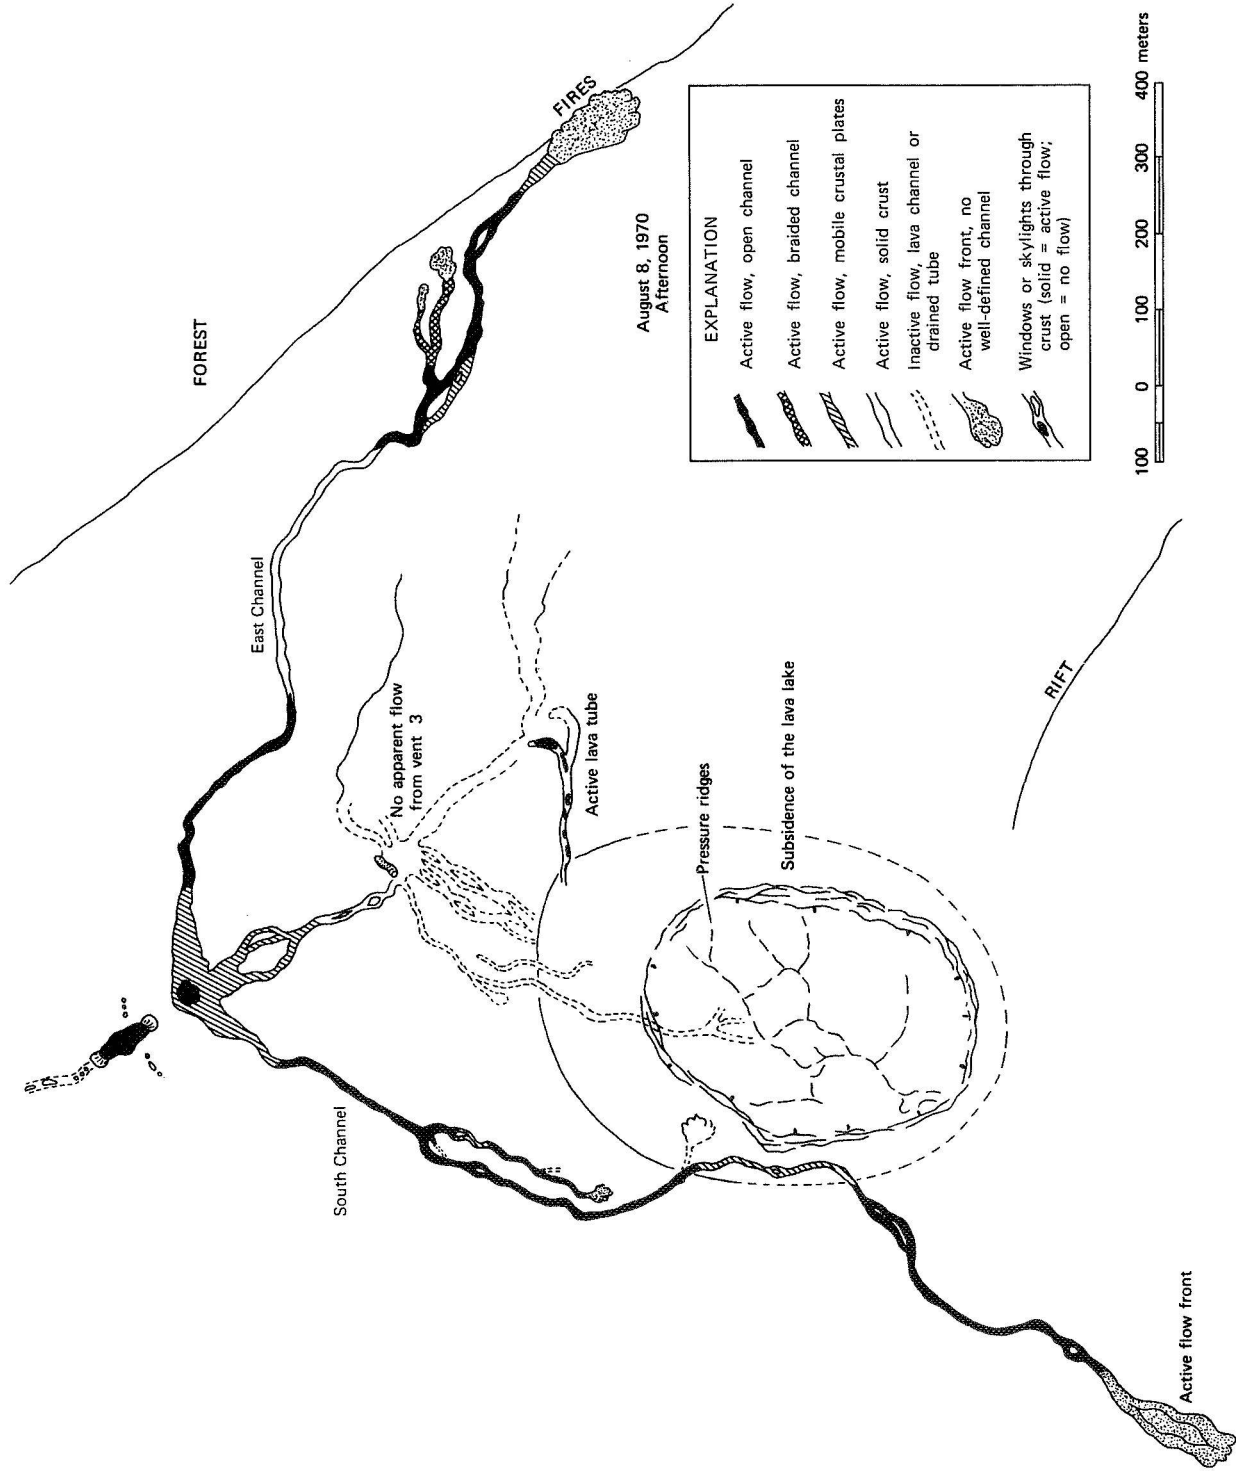 FOREST
FIRES
East Channel
No apparent flow
from vent 3
Active lava tube
South Channel
Pressure ridges
Subsidence of the lava lake
RIFT
Active flow front
August 8, 1970
Afternoon
EXPLANATION
Active flow, open channel
Active flow, braided channel
Active flow, mobile crustal plates
Active flow, solid crust
Inactive flow, lava channel or
drained tube
Active flow front, no
well-defined channel
Windows or skylights through
crust (solid = active flow;
open = no flow)
100 0 100 200 300 400 meters